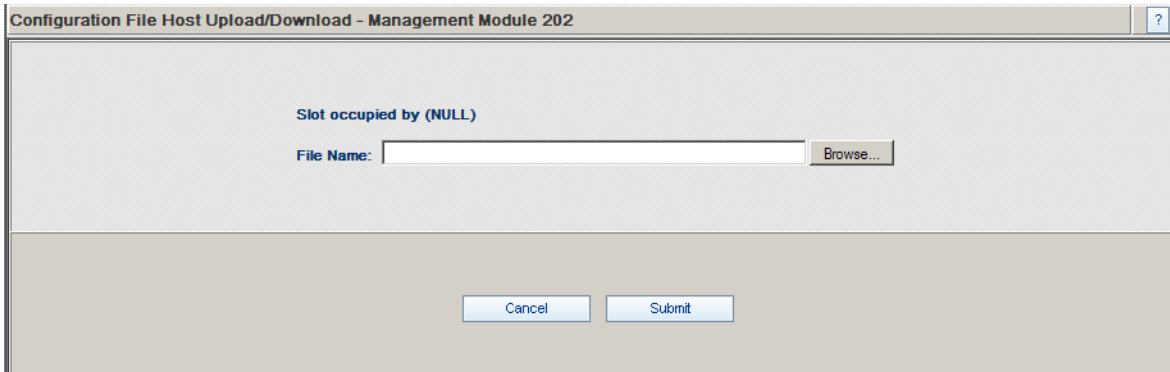 Configuration File Host Upload/Download - Management Module 202
?
Slot occupied by (NULL)
File Name: Browse...
Cancel Submit